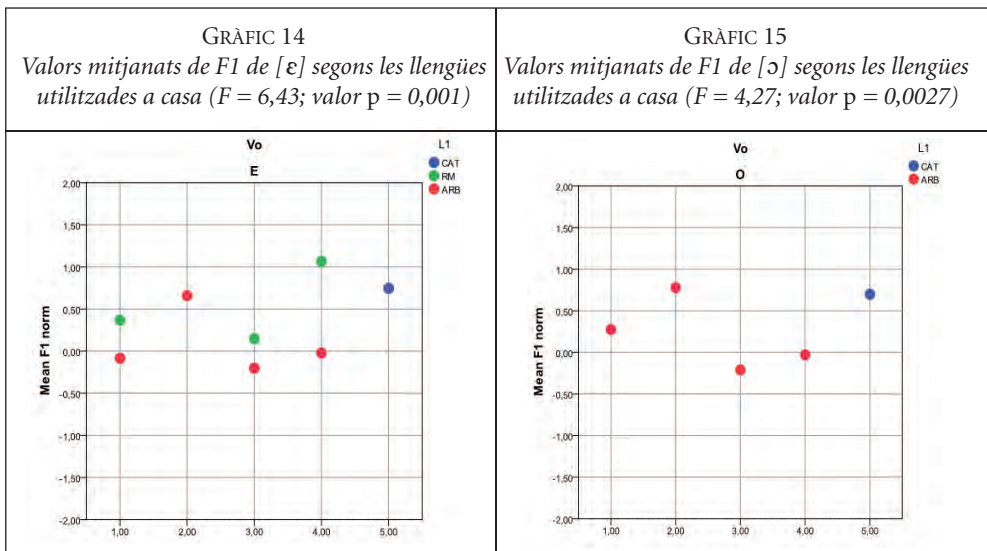 GRÀFIC 14
Valors mitjanats de F1 de [ɛ] segons les llengües
utilitzades a casa (F = 6,43; valor p = 0,001)
GRÀFIC 15
Valors mitjanats de F1 de [ɔ] segons les llengües
utilitzades a casa (F = 4,27; valor p = 0,0027)
Vo
E
L1
CAT
RM
ARB
Mean F1 norm
2,00
1,50
1,00
0,50
0,00
-0,50
-1,00
-1,50
-2,00
1,00 2,00 3,00 4,00 5,00
Vo
O
L1
CAT
ARB
Mean F1 norm
2,00
1,50
1,00
0,50
0,00
-0,50
-1,00
-1,50
-2,00
1,00 2,00 3,00 4,00 5,00